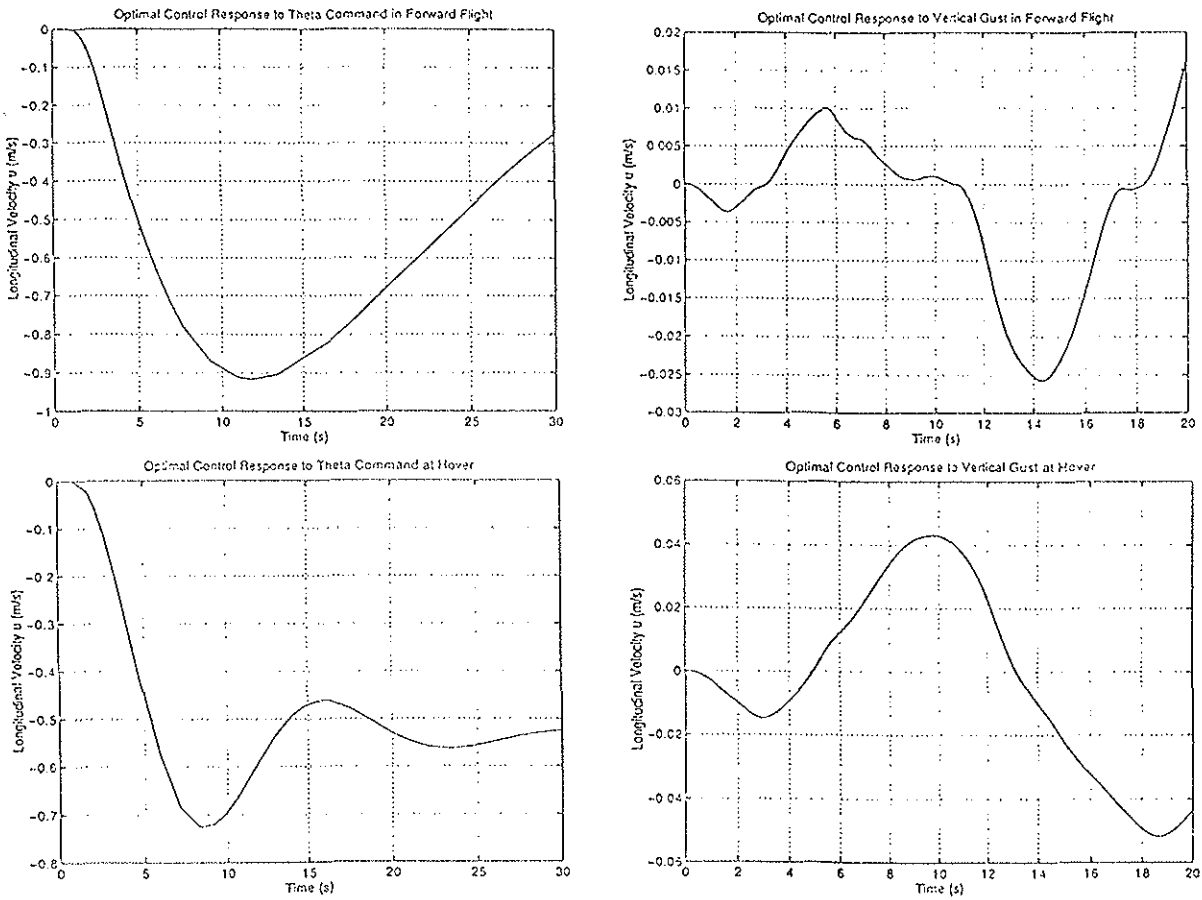 Optimal Control Response to Theta Command in Forward Flight
Longitudinal Velocity u (m/s)
0
-0.1
-0.2
-0.3
-0.4
-0.5
-0.6
-0.7
-0.8
-0.9
-1
0 5 10 15 20 25 30
Time (s)
Optimal Control Response to Vertical Gust in Forward Flight
Longitudinal Velocity u (m/s)
0.02
0.015
0.010
0.005
0
-0.005
-0.01
-0.015
-0.02
-0.025
-0.03
0 2 4 6 8 10 12 14 16 18 20
Time (s)
Optimal Control Response to Theta Command at Hover
Longitudinal Velocity u (m/s)
0
-0.1
-0.2
-0.3
-0.4
-0.5
-0.6
-0.7
-0.8
0 5 10 15 20 25 30
Time (s)
Optimal Control Response to Vertical Gust at Hover
Longitudinal Velocity u (m/s)
0.06
0.04
0.02
0
-0.02
-0.04
-0.06
0 2 4 6 8 10 12 14 16 18 20
Time (s)